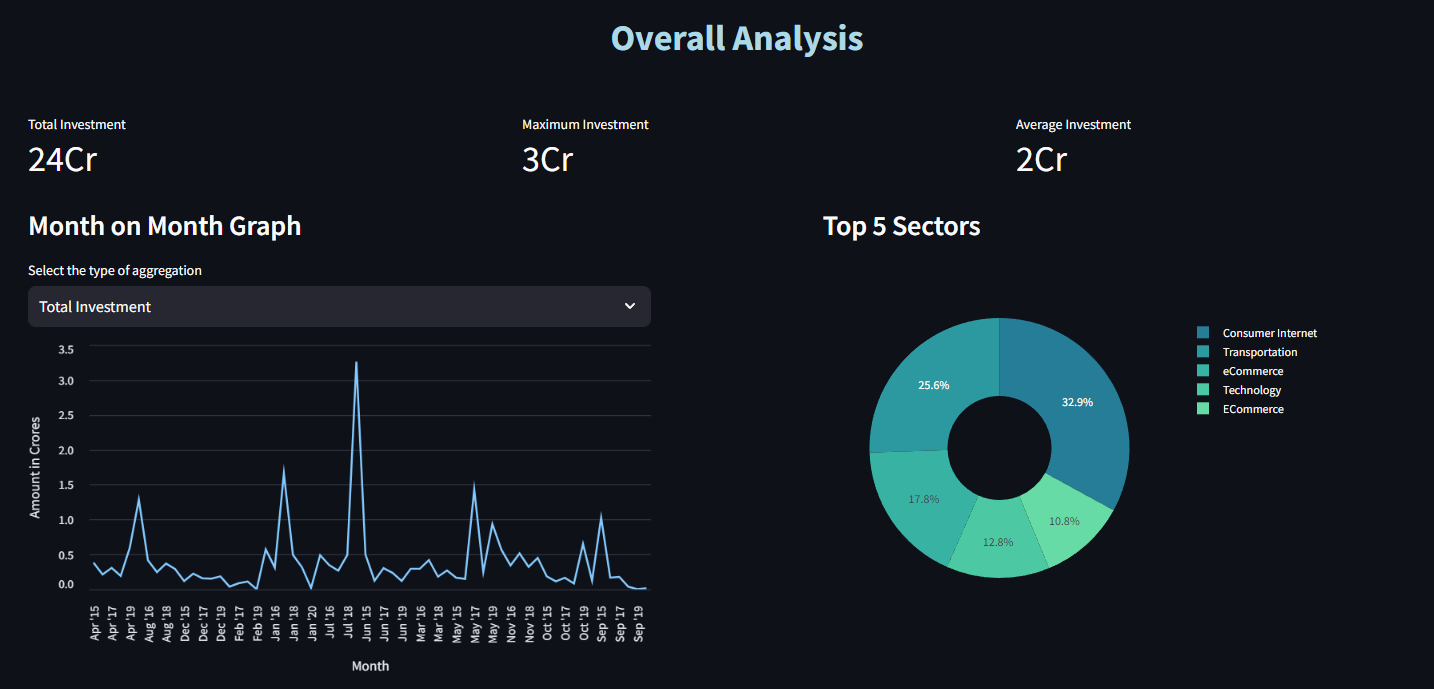 Overall Analysis
Total Investment
24Cr
Maximum Investment
3Cr
Average Investment
2Cr
Month on Month Graph
Select the type of aggregation
Total Investment
Amount in Crores
3.5
3.0
2.5
2.0
1.5
1.0
0.5
0.0
Apr '15
Apr '17
Apr '19
Aug '16
Aug '18
Dec '15
Dec '17
Dec '19
Feb '17
Feb '19
Jan '16
Jan '18
Jan '20
Jul '16
Jul '18
Jun '15
Jun '17
Jun '19
Mar '16
Mar '18
May '15
May '17
May '19
Nov '16
Nov '18
Oct '15
Oct '17
Oct '19
Sep '15
Sep '17
Sep '19
Month
Top 5 Sectors
25.6%
32.9%
17.8%
12.8%
10.8%
Consumer Internet
Transportation
eCommerce
Technology
ECommerce